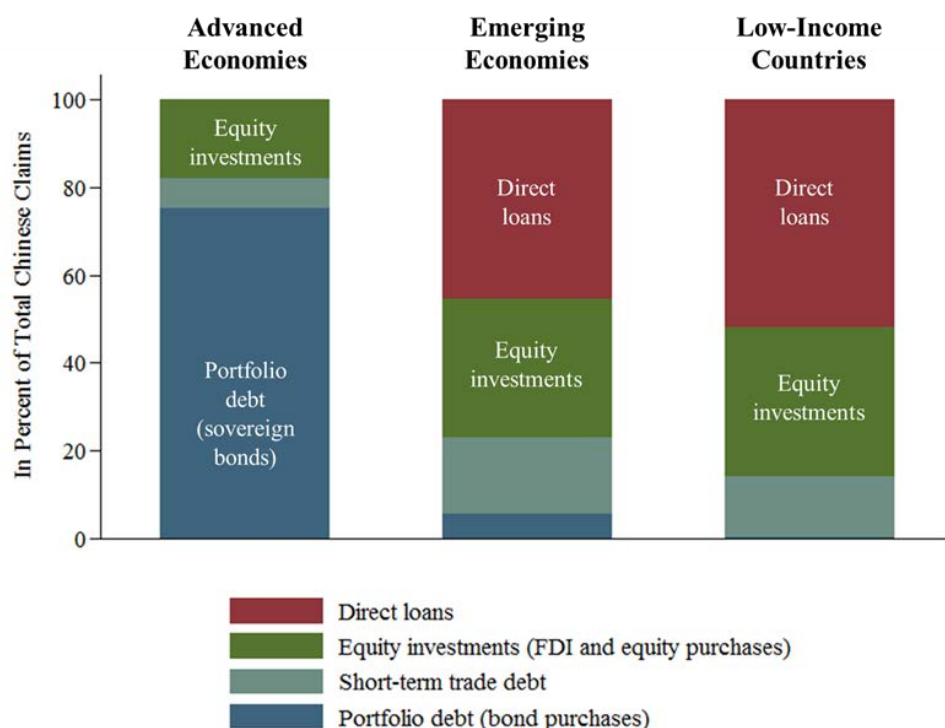 Advanced
Economies
Emerging
Economies
Low-Income
Countries
In Percent of Total Chinese Claims
100
80
60
40
20
0
Equity
investments
Portfolio
debt
(sovereign
bonds)
Direct
loans
Equity
investments
Direct
loans
Equity
investments
Direct loans
Equity investments (FDI and equity purchases)
Short-term trade debt
Portfolio debt (bond purchases)